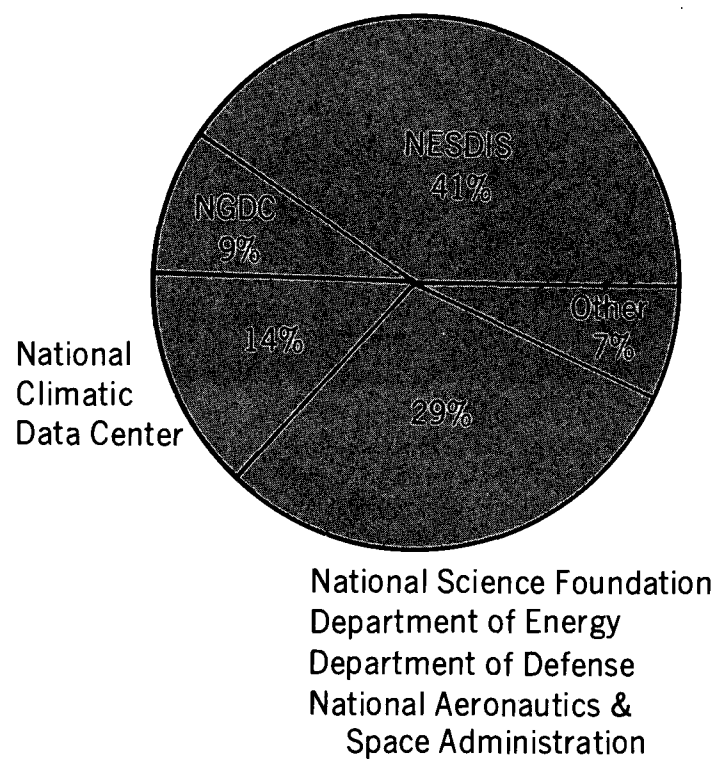 NESDIS
41%
NGDC
9%
Other
7%
14%
National
Climatic
Data Center
29%
National Science Foundation
Department of Energy
Department of Defense
National Aeronautics &
Space Administration